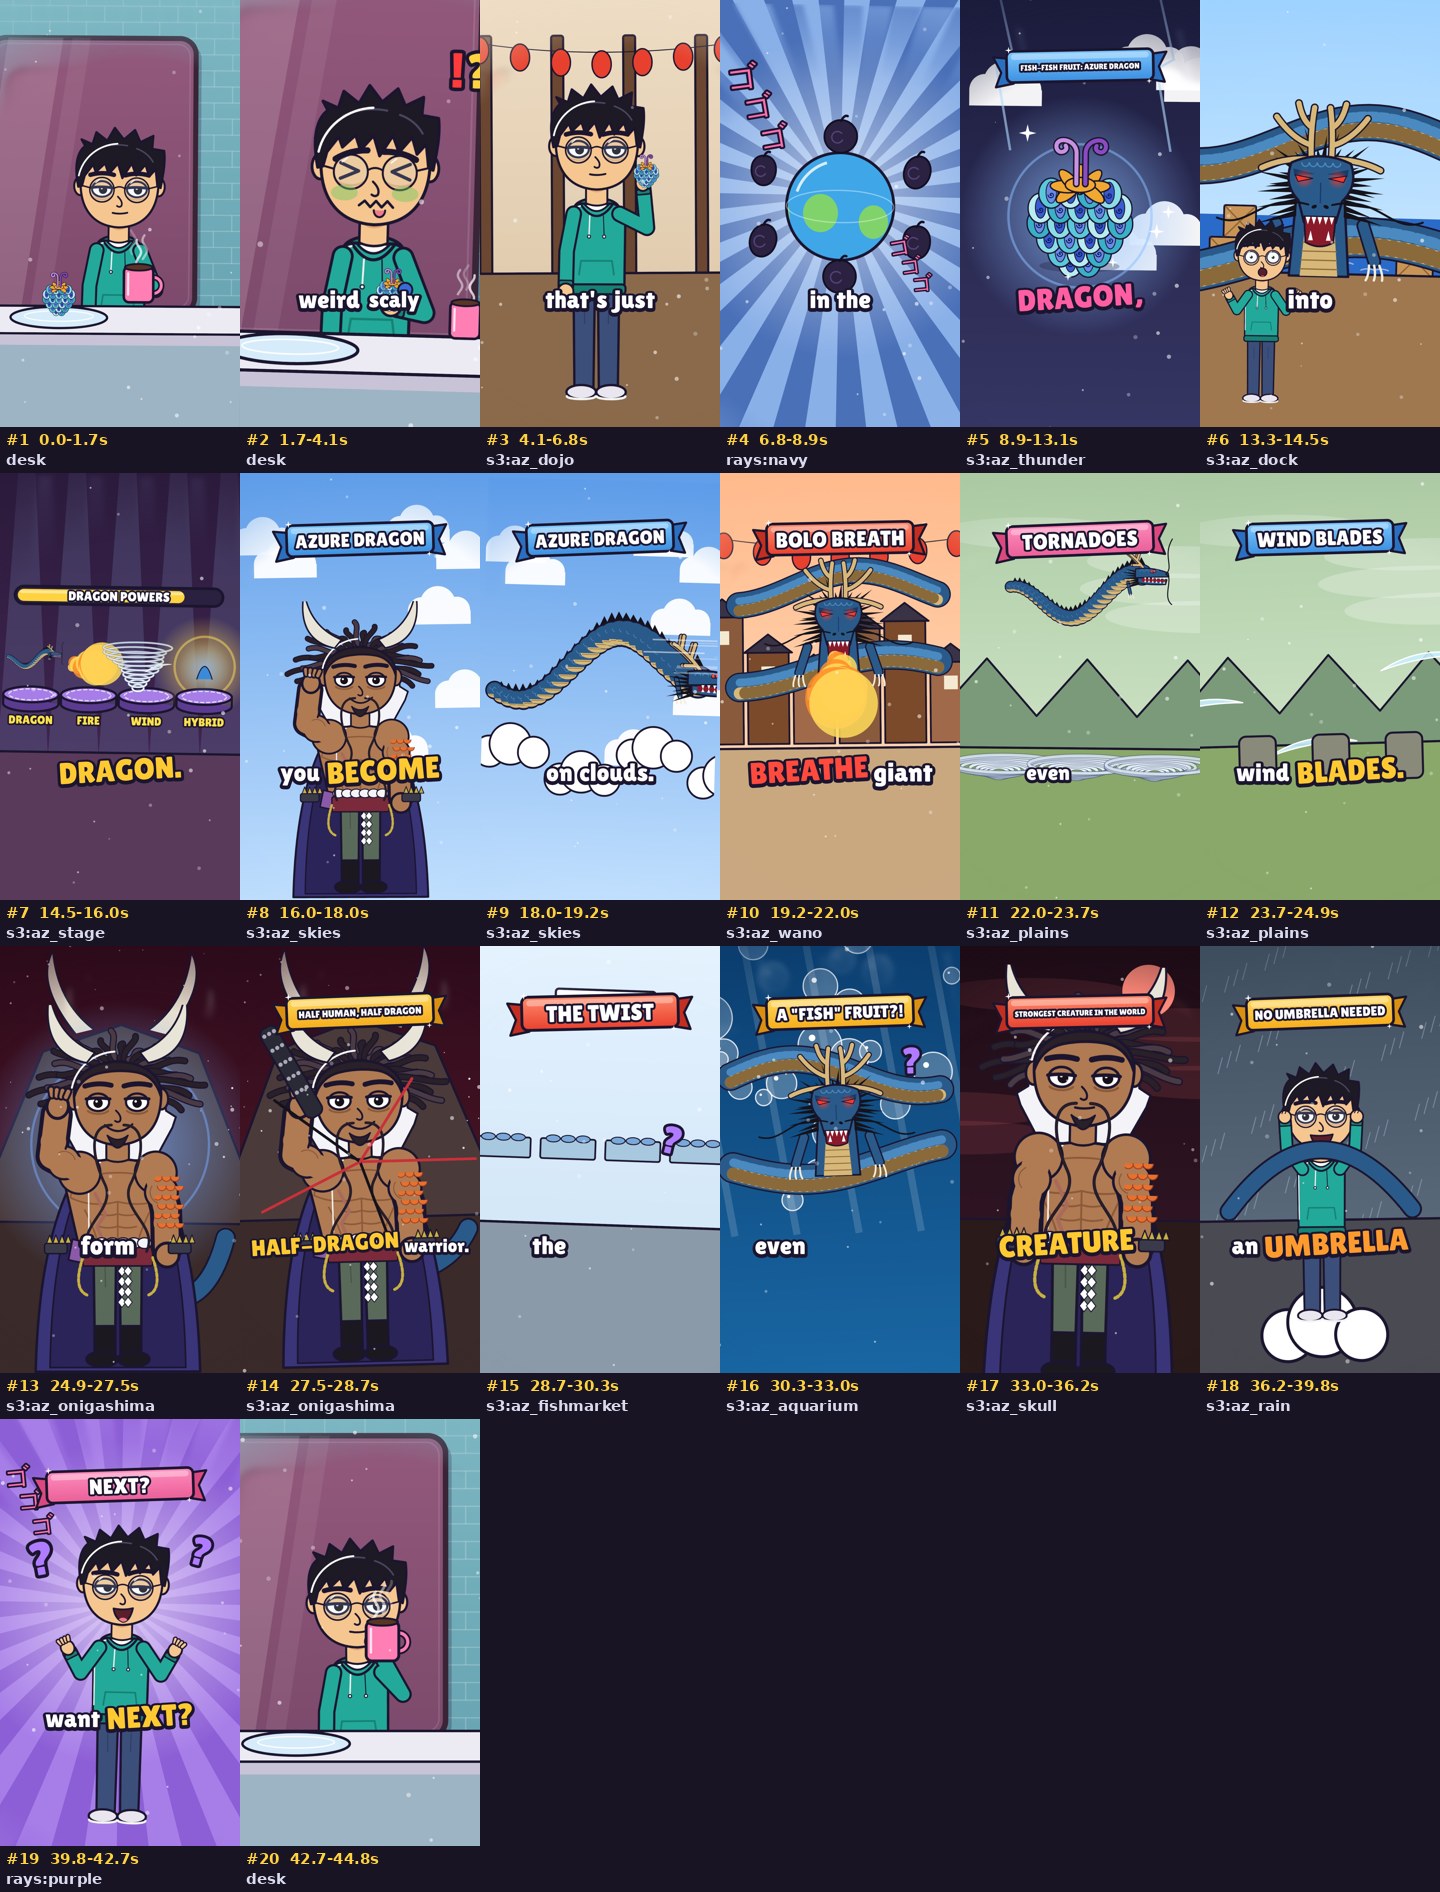 !?
weird scaly
that's just
ゴゴゴ
in the
ゴゴゴゴ
FISH-FISH FRUIT: AZURE DRAGON
DRAGON,
into
#1 0.0-1.7s
desk
#2 1.7-4.1s
desk
#3 4.1-6.8s
s3:az_dojo
#4 6.8-8.9s
rays:navy
#5 8.9-13.1s
s3:az_thunder
#6 13.3-14.5s
s3:az_dock
DRAGON POWERS
DRAGON FIRE WIND HYBRID
DRAGON.
AZURE DRAGON
you BECOME
AZURE DRAGON
on clouds.
BOLO BREATH
BREATHE giant
TORNADOES
even
WIND BLADES
wind BLADES.
#7 14.5-16.0s
s3:az_stage
#8 16.0-18.0s
s3:az_skies
#9 18.0-19.2s
s3:az_skies
#10 19.2-22.0s
s3:az_wano
#11 22.0-23.7s
s3:az_plains
#12 23.7-24.9s
s3:az_plains
form
HALF HUMAN, HALF DRAGON
HALF-DRAGON warrior.
THE TWIST
?
the
A "FISH" FRUIT?!
?
even
STRONGEST CREATURE IN THE WORLD
CREATURE
NO UMBRELLA NEEDED
an UMBRELLA
#13 24.9-27.5s
s3:az_onigashima
#14 27.5-28.7s
s3:az_onigashima
#15 28.7-30.3s
s3:az_fishmarket
#16 30.3-33.0s
s3:az_aquarium
#17 33.0-36.2s
s3:az_skull
#18 36.2-39.8s
s3:az_rain
ゴゴゴ
NEXT?
? ?
want NEXT?
#19 39.8-42.7s
rays:purple
#20 42.7-44.8s
desk